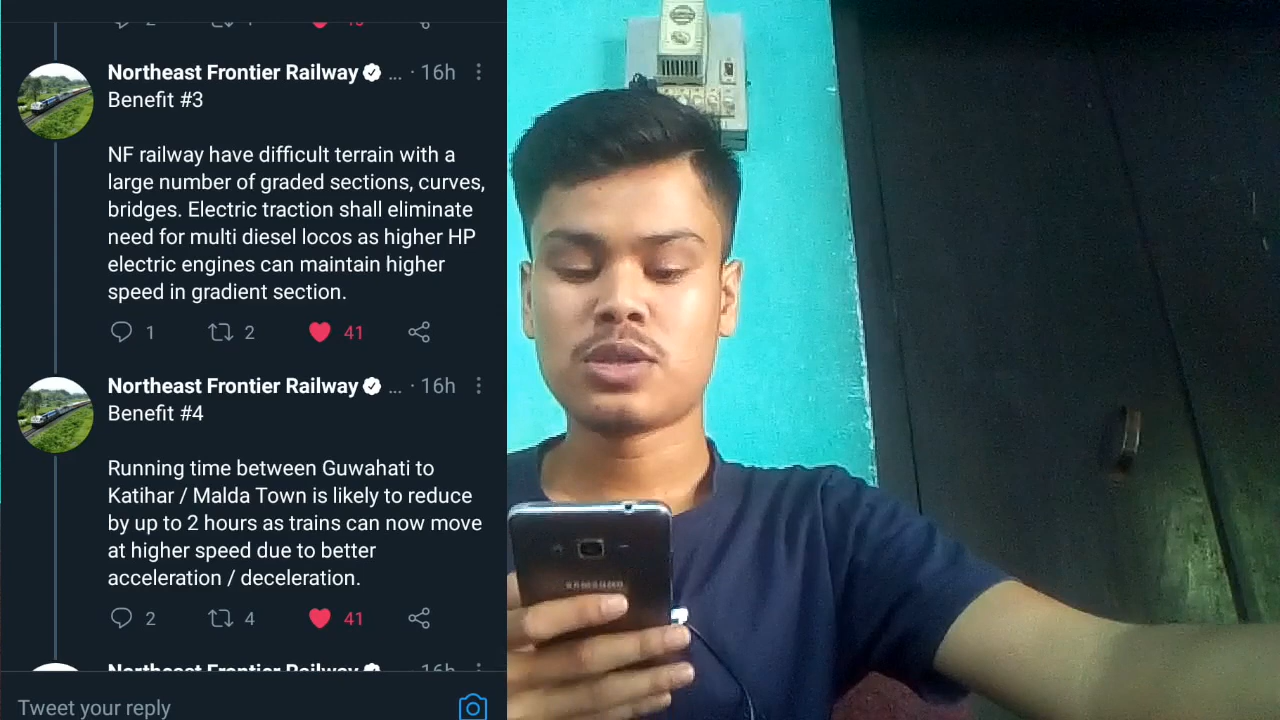 Northeast Frontier Railway ... · 16h
Benefit #3
NF railway have difficult terrain with a
large number of graded sections, curves,
bridges. Electric traction shall eliminate
need for multi diesel locos as higher HP
electric engines can maintain higher
speed in gradient section.
1 2 41
Northeast Frontier Railway ... · 16h
Benefit #4
Running time between Guwahati to
Katihar / Malda Town is likely to reduce
by up to 2 hours as trains can now move
at higher speed due to better
acceleration / deceleration.
2 4 41
Northeast Frontier Railway 16h
Tweet your reply
SAMSUNG